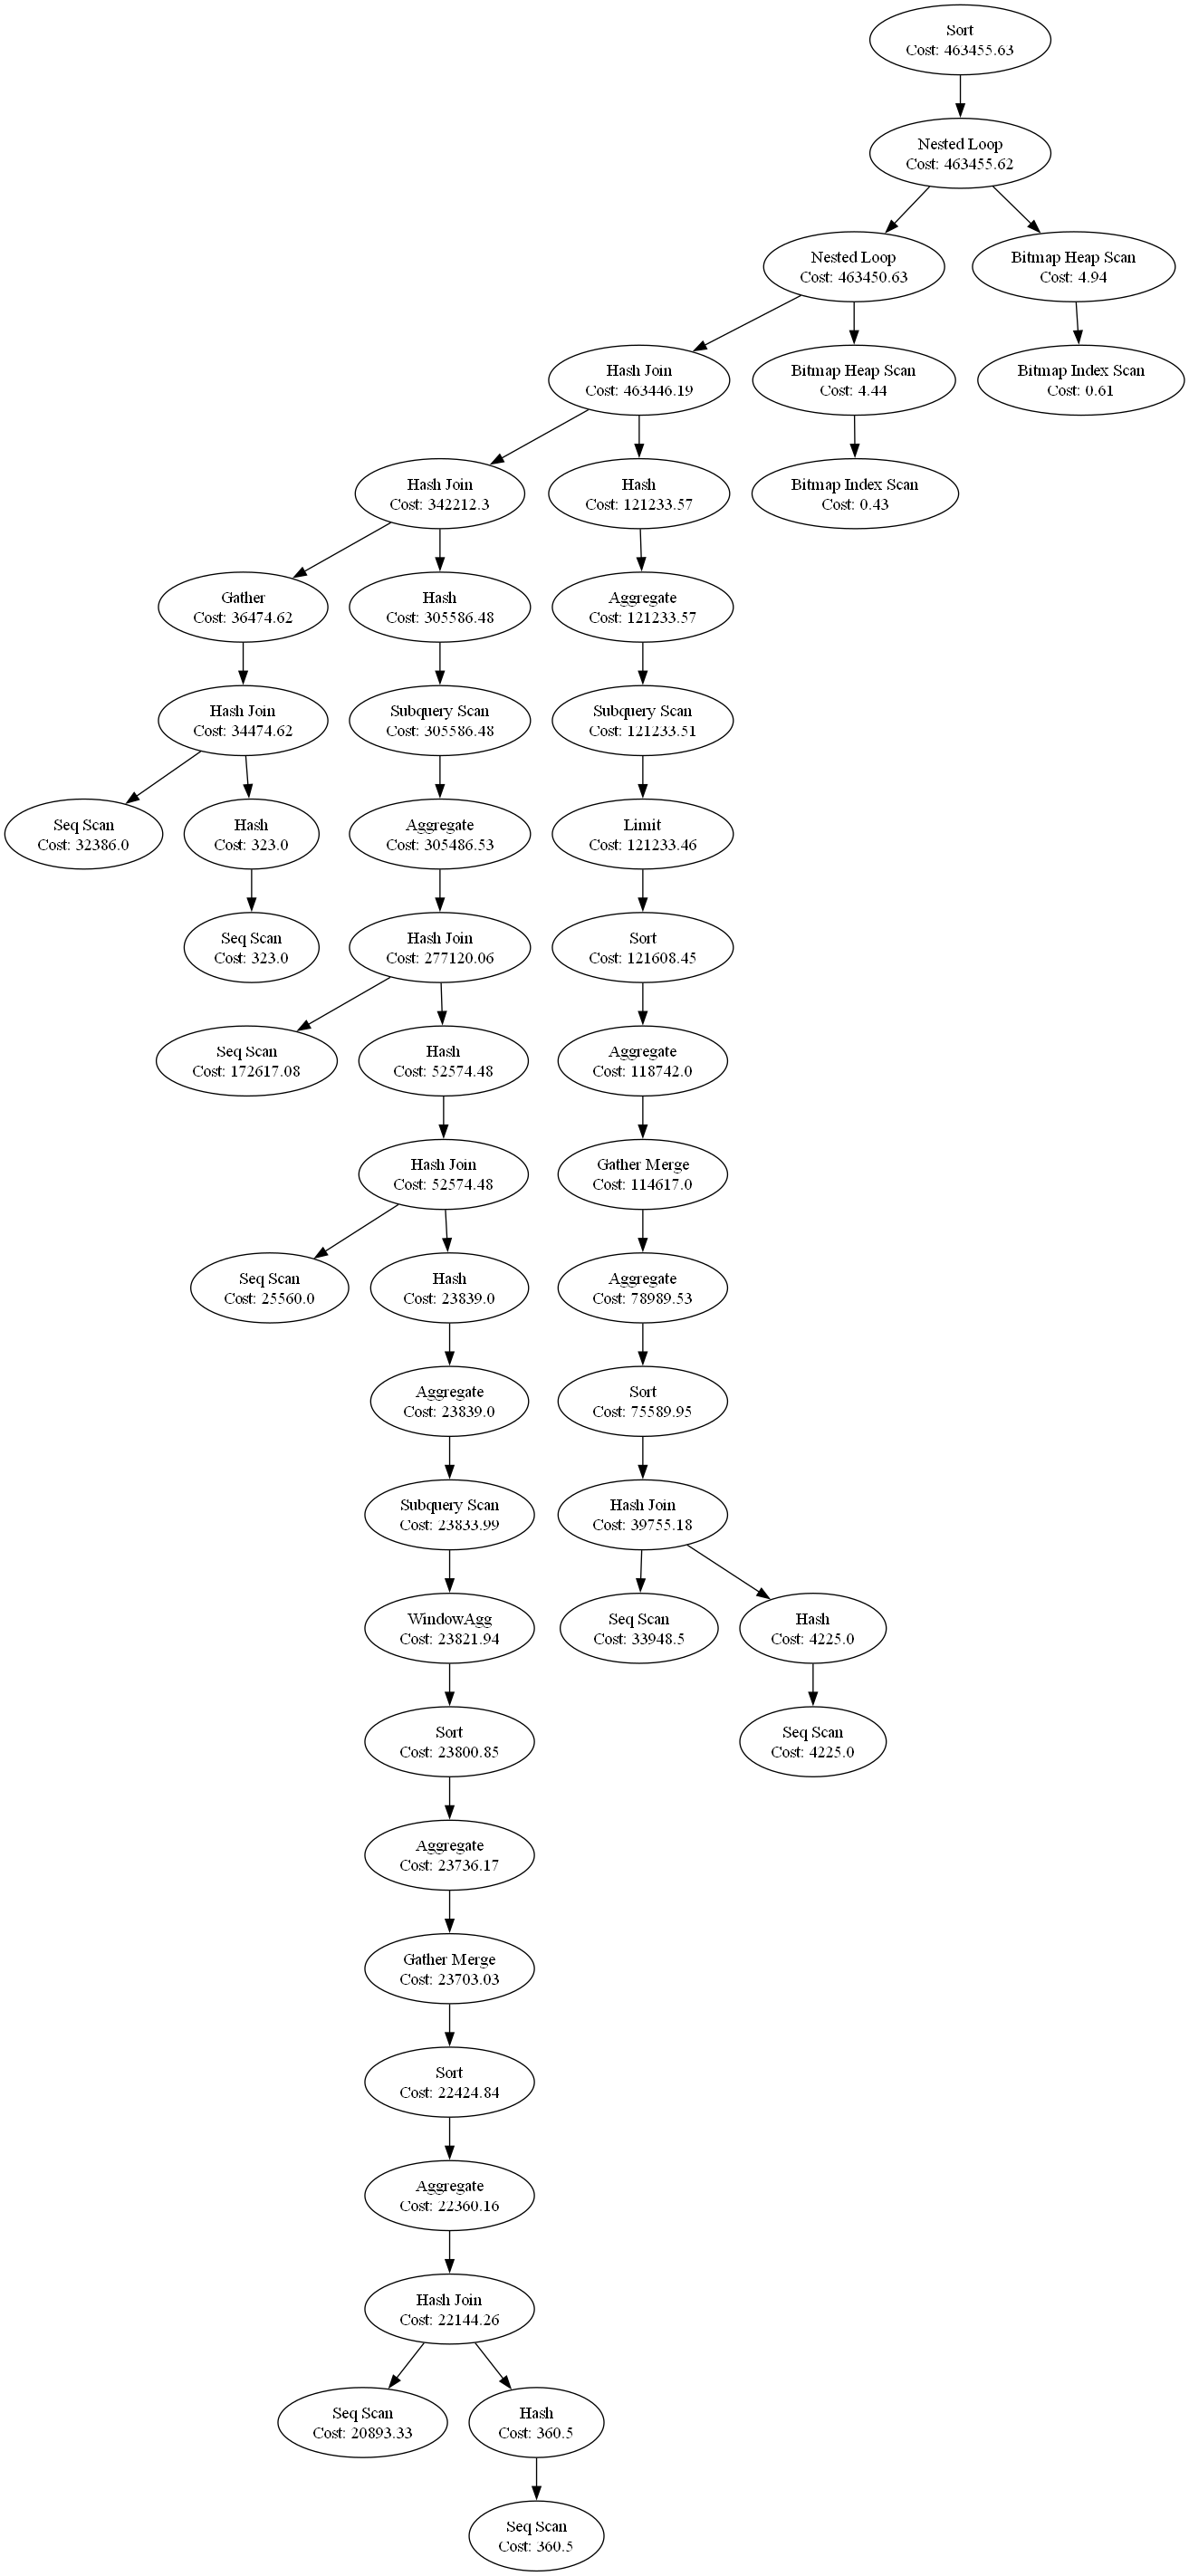 Sort
Cost: 463455.63
Nested Loop
Cost: 463455.62
Nested Loop
Cost: 463450.63
Bitmap Heap Scan
Cost: 4.94
Hash Join
Cost: 463446.19
Bitmap Heap Scan
Cost: 4.44
Bitmap Index Scan
Cost: 0.61
Hash Join
Cost: 342212.3
Hash
Cost: 121233.57
Bitmap Index Scan
Cost: 0.43
Gather
Cost: 36474.62
Hash
Cost: 305586.48
Aggregate
Cost: 121233.57
Hash Join
Cost: 34474.62
Subquery Scan
Cost: 305586.48
Subquery Scan
Cost: 121233.51
Seq Scan
Cost: 32386.0
Hash
Cost: 323.0
Aggregate
Cost: 305486.53
Limit
Cost: 121233.46
Seq Scan
Cost: 323.0
Hash Join
Cost: 277120.06
Sort
Cost: 121608.45
Seq Scan
Cost: 172617.08
Hash
Cost: 52574.48
Aggregate
Cost: 118742.0
Hash Join
Cost: 52574.48
Gather Merge
Cost: 114617.0
Seq Scan
Cost: 25560.0
Hash
Cost: 23839.0
Aggregate
Cost: 78989.53
Aggregate
Cost: 23839.0
Sort
Cost: 75589.95
Subquery Scan
Cost: 23833.99
Hash Join
Cost: 39755.18
WindowAgg
Cost: 23821.94
Seq Scan
Cost: 33948.5
Hash
Cost: 4225.0
Sort
Cost: 23800.85
Seq Scan
Cost: 4225.0
Aggregate
Cost: 23736.17
Gather Merge
Cost: 23703.03
Sort
Cost: 22424.84
Aggregate
Cost: 22360.16
Hash Join
Cost: 22144.26
Seq Scan
Cost: 20893.33
Hash
Cost: 360.5
Seq Scan
Cost: 360.5